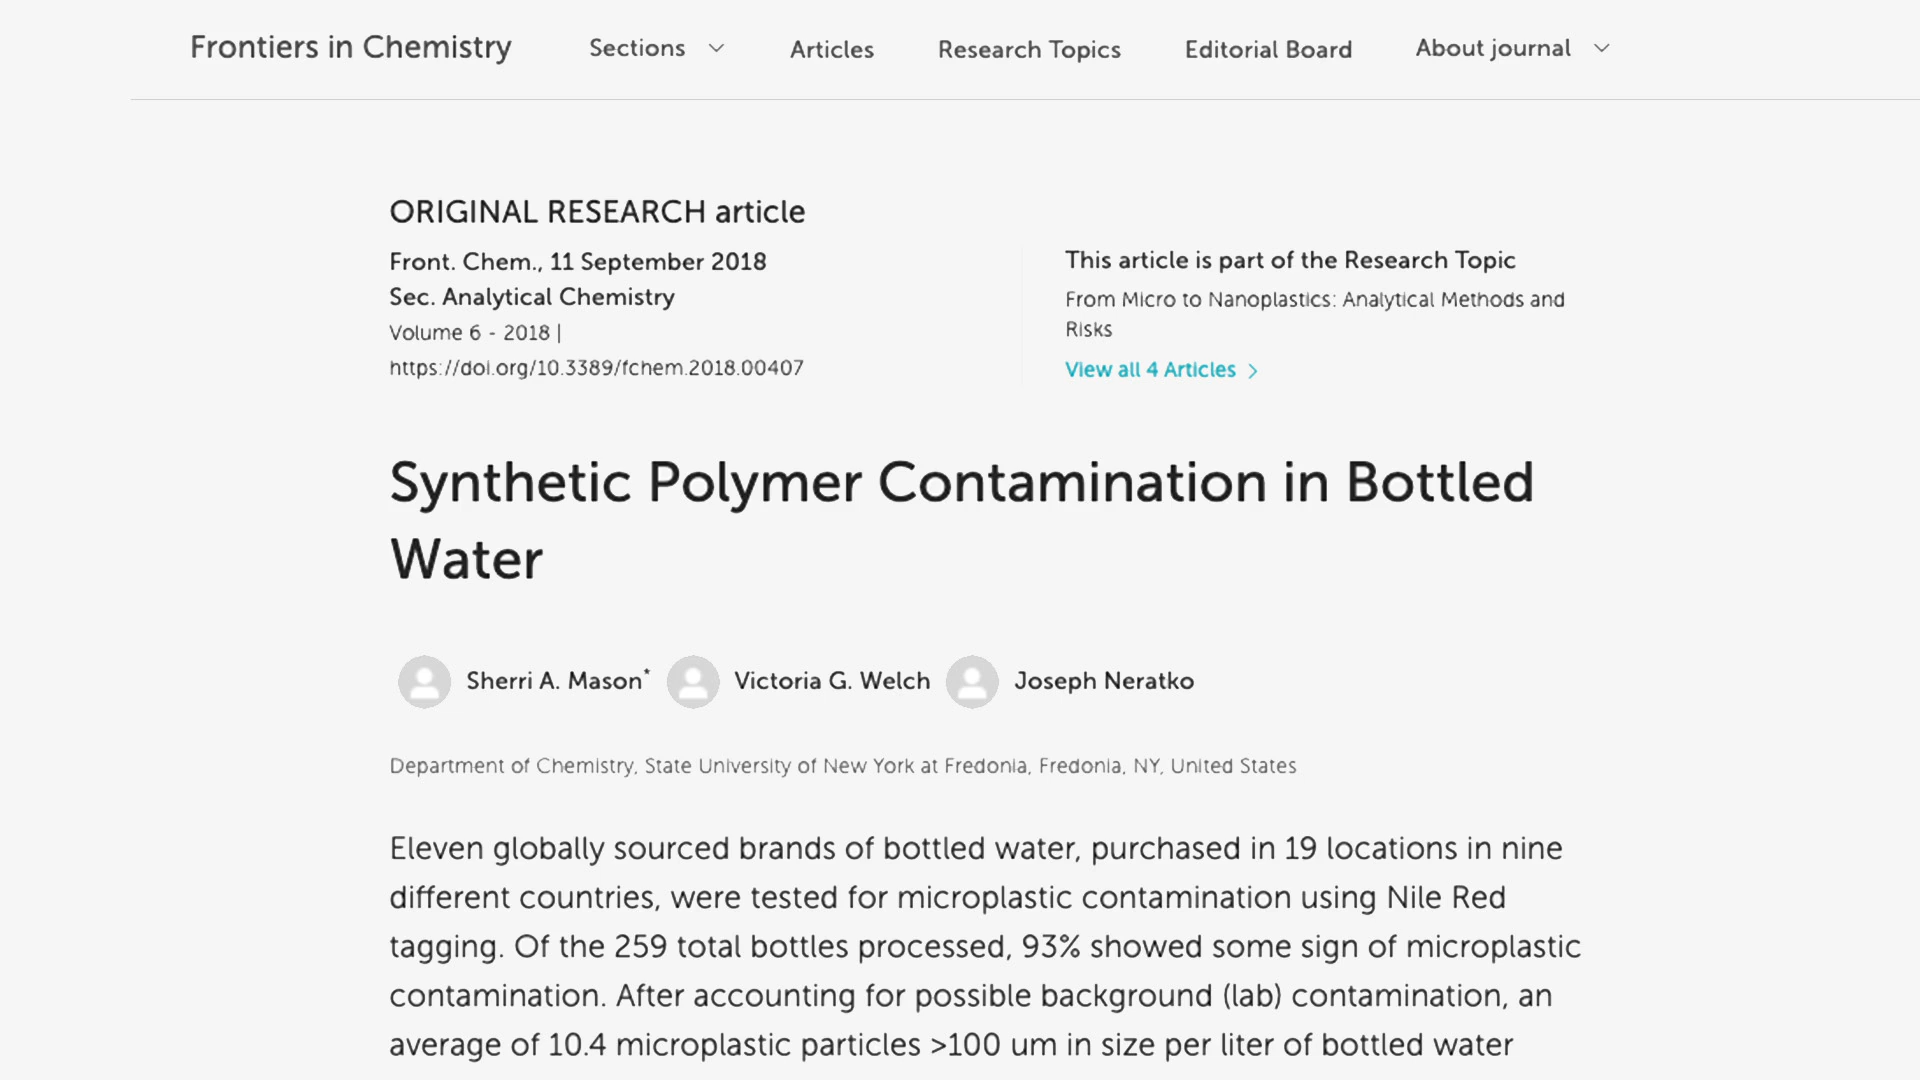 Frontiers in Chemistry Sections Articles Research Topics Editorial Board About journal
ORIGINAL RESEARCH article
Front. Chem., 11 September 2018
Sec. Analytical Chemistry
Volume 6 - 2018 |
https://doi.org/10.3389/fchem.2018.00407
This article is part of the Research Topic
From Micro to Nanoplastics: Analytical Methods and
Risks
View all 4 Articles
Synthetic Polymer Contamination in Bottled
Water
Sherri A. Mason* Victoria G. Welch Joseph Neratko
Department of Chemistry, State University of New York at Fredonia, Fredonia, NY, United States
Eleven globally sourced brands of bottled water, purchased in 19 locations in nine
different countries, were tested for microplastic contamination using Nile Red
tagging. Of the 259 total bottles processed, 93% showed some sign of microplastic
contamination. After accounting for possible background (lab) contamination, an
average of 10.4 microplastic particles >100 um in size per liter of bottled water